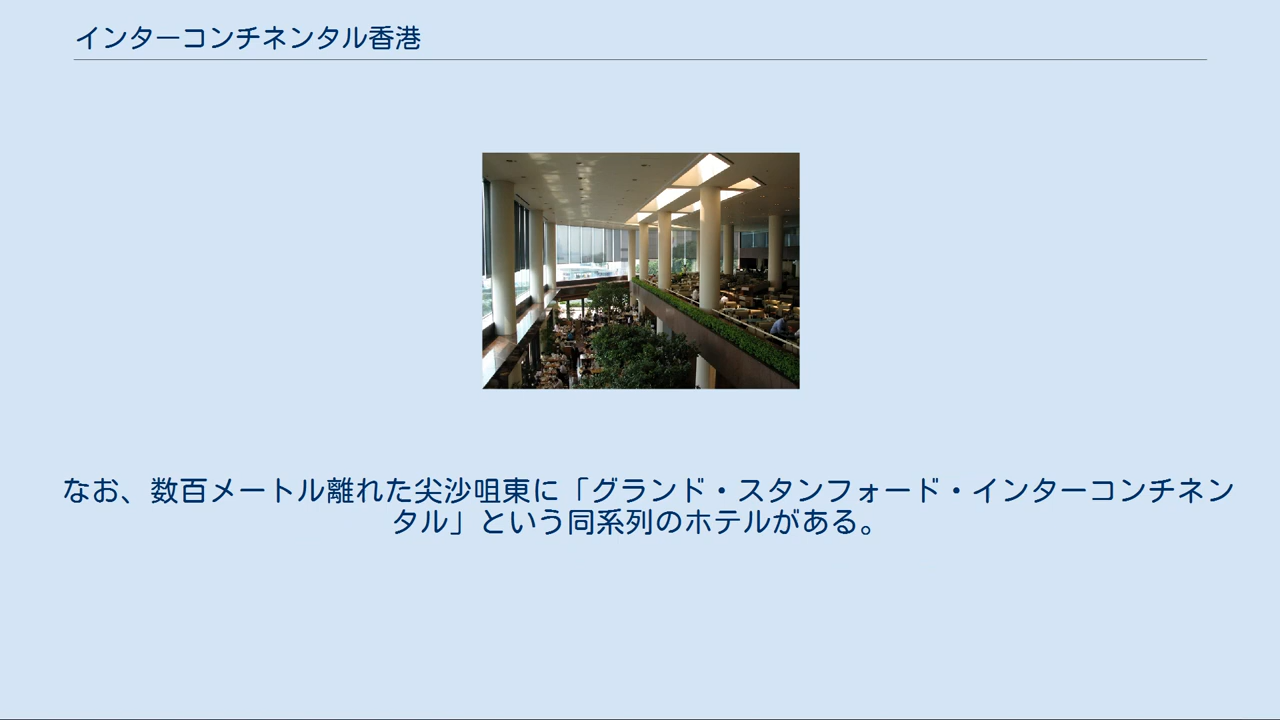 インターコンチネンタル香港
なお、数百メートル離れた尖沙咀東に「グランド・スタンフォード・インターコンチネン
タル」という同系列のホテルがある。